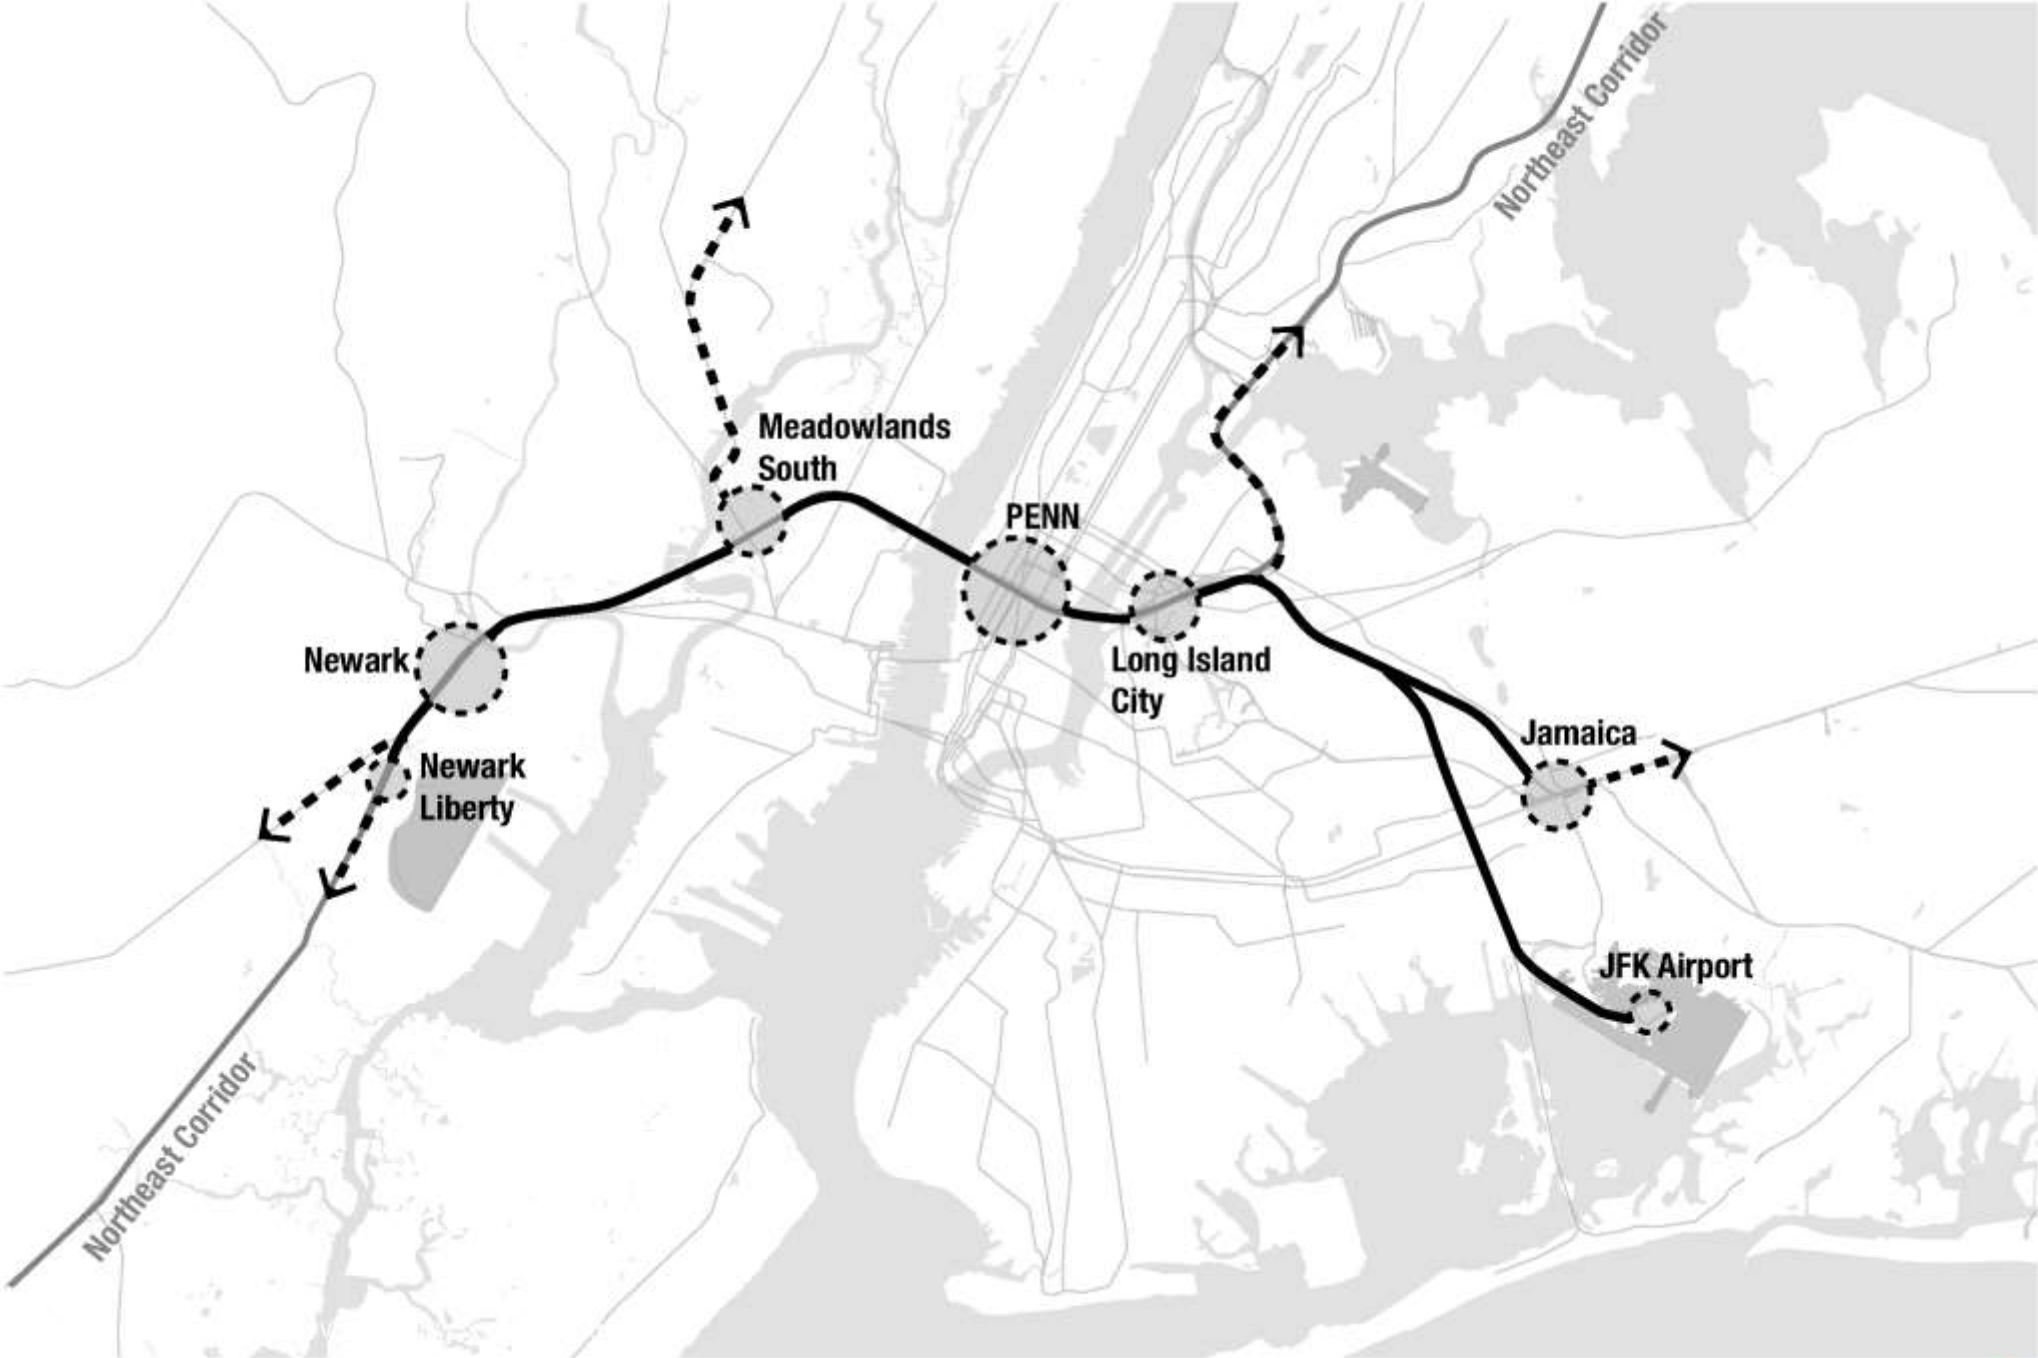 Northeast Corridor
Meadowlands
South
PENN
Newark
Long Island
City
Jamaica
Newark
Liberty
JFK Airport
Northeast Corridor